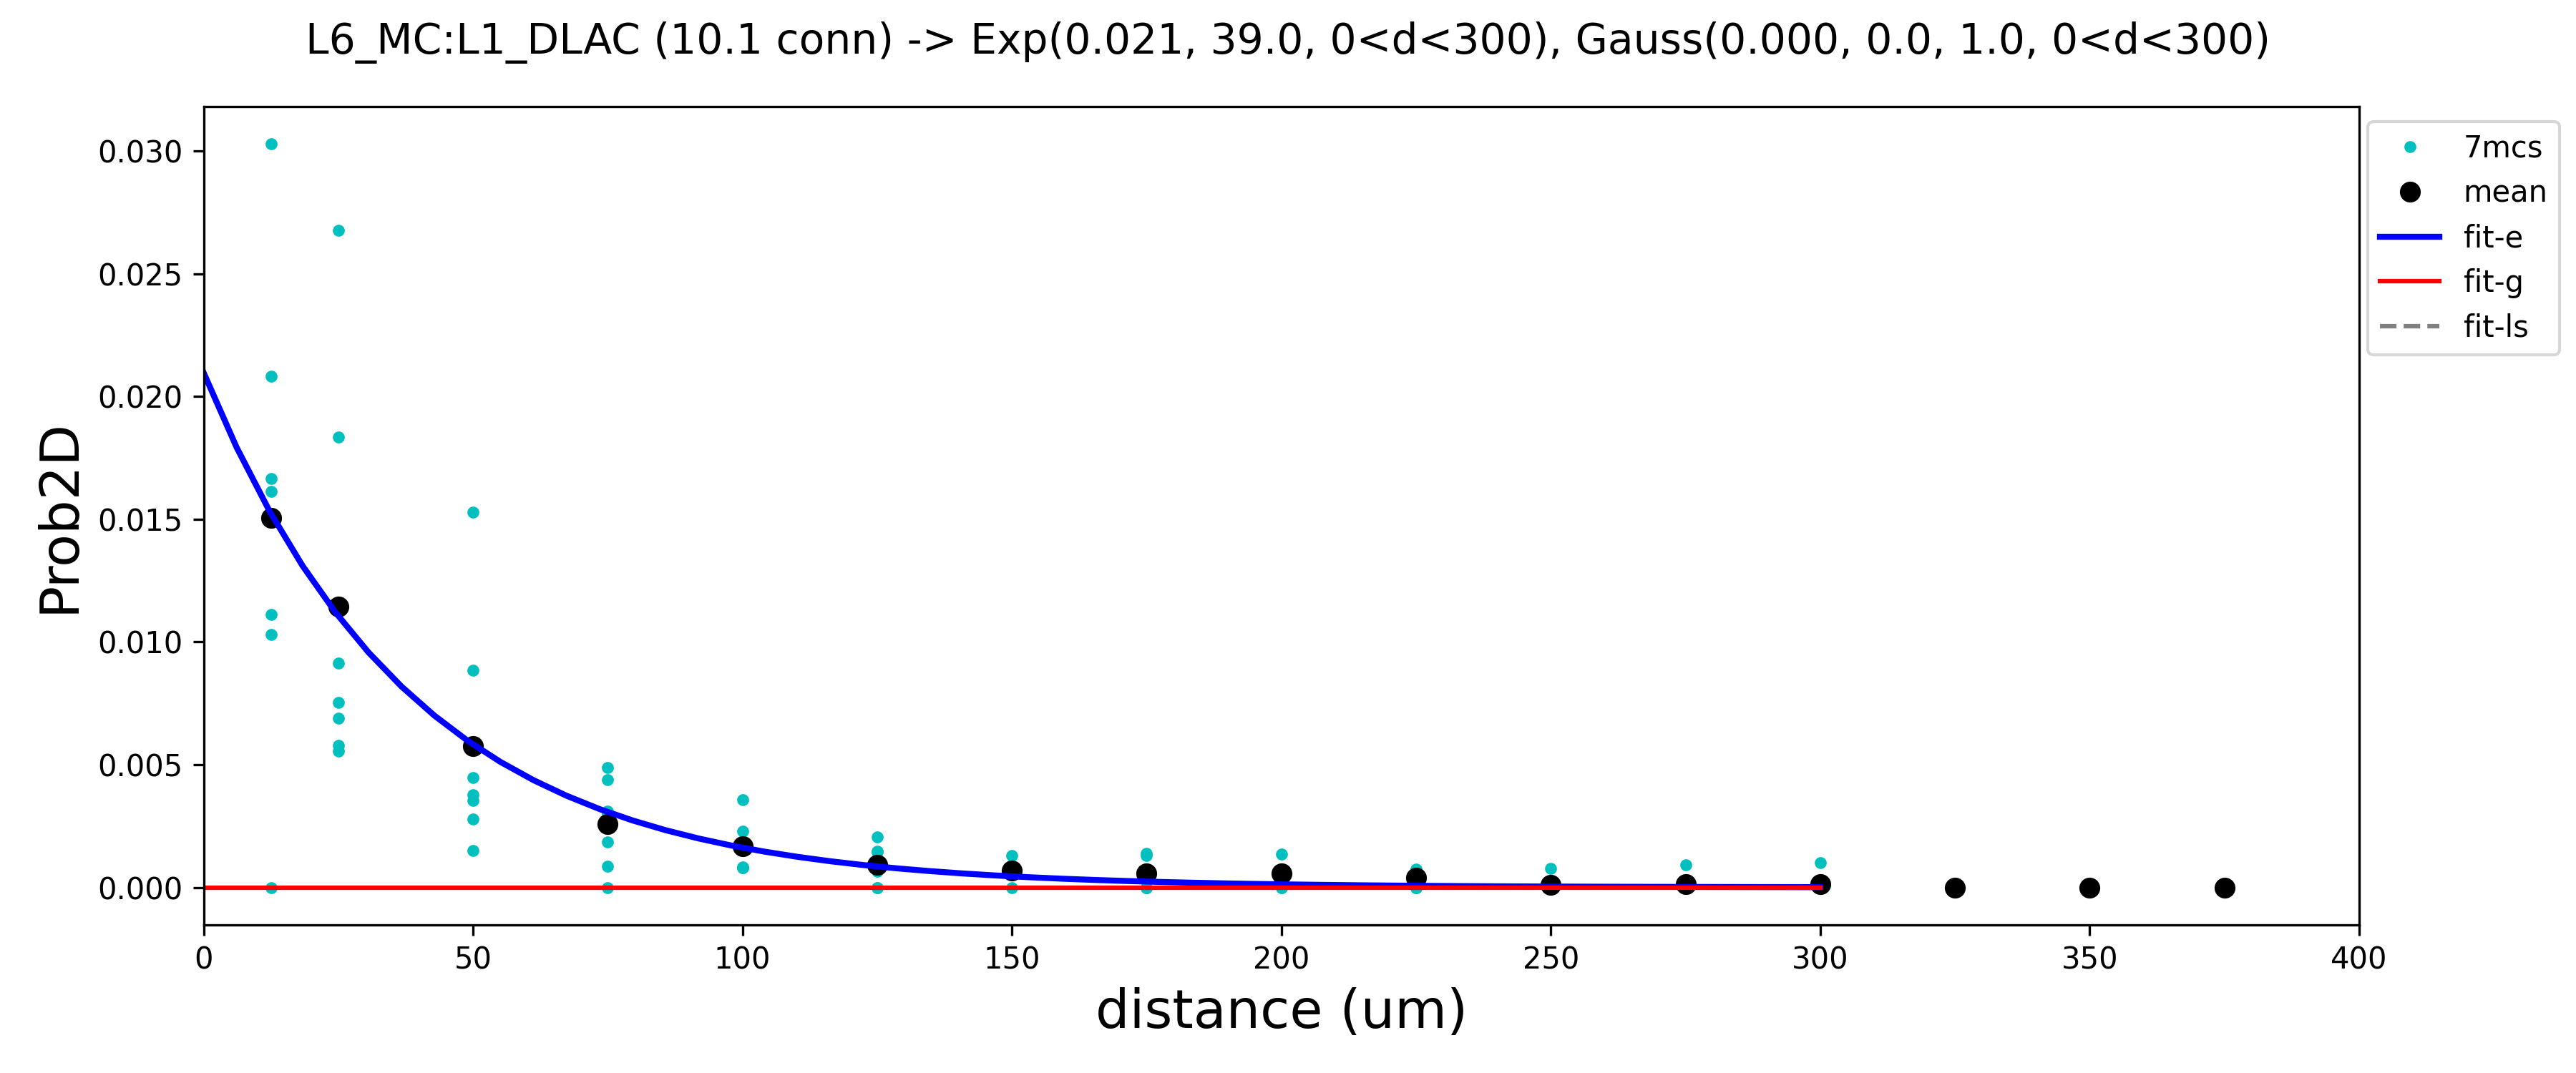 L6_MC:L1_DLAC (10.1 conn) -> Exp(0.021, 39.0, 0<d<300), Gauss(0.000, 0.0, 1.0, 0<d<300)
0.030
0.025
0.020
0.015
0.010
0.005
0.000
Prob2D
0 50 100 150 200 250 300 350 400
distance (um)
7mcs
mean
fit-e
fit-g
fit-ls